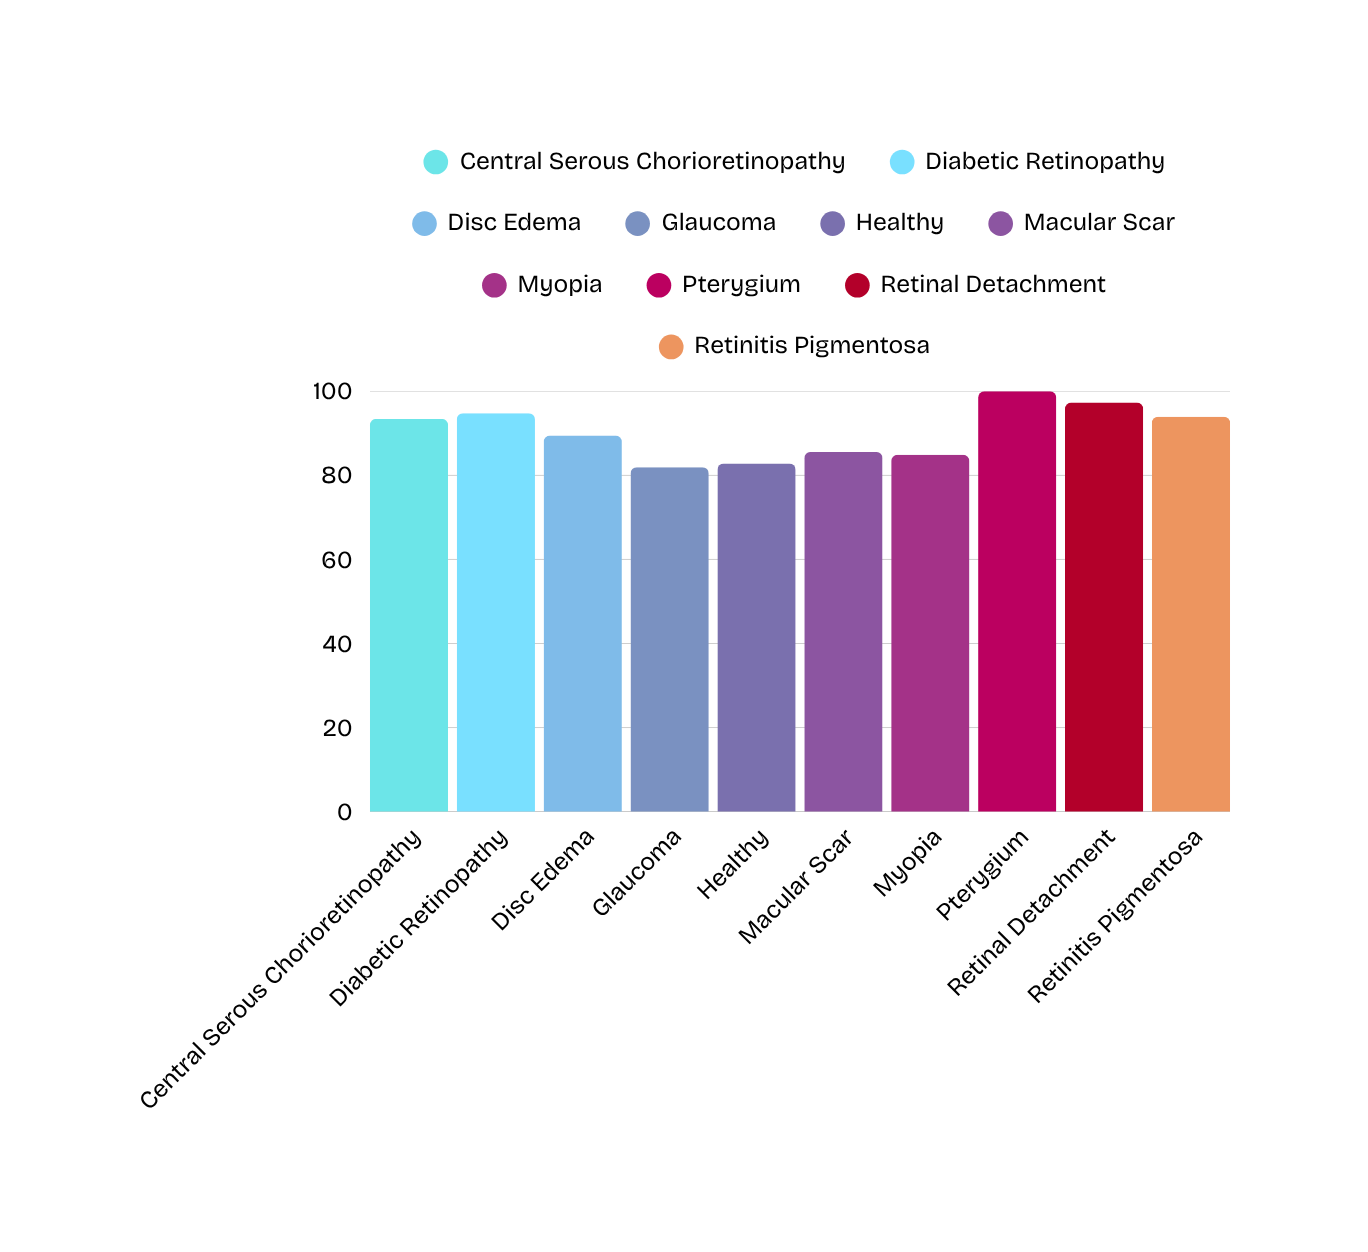 Central Serous Chorioretinopathy Diabetic Retinopathy
Disc Edema Glaucoma Healthy Macular Scar
Myopia Pterygium Retinal Detachment
Retinitis Pigmentosa
100
80
60
40
20
0
Central Serous Chorioretinopathy
Diabetic Retinopathy
Disc Edema
Glaucoma
Healthy
Macular Scar
Myopia
Pterygium
Retinal Detachment
Retinitis Pigmentosa